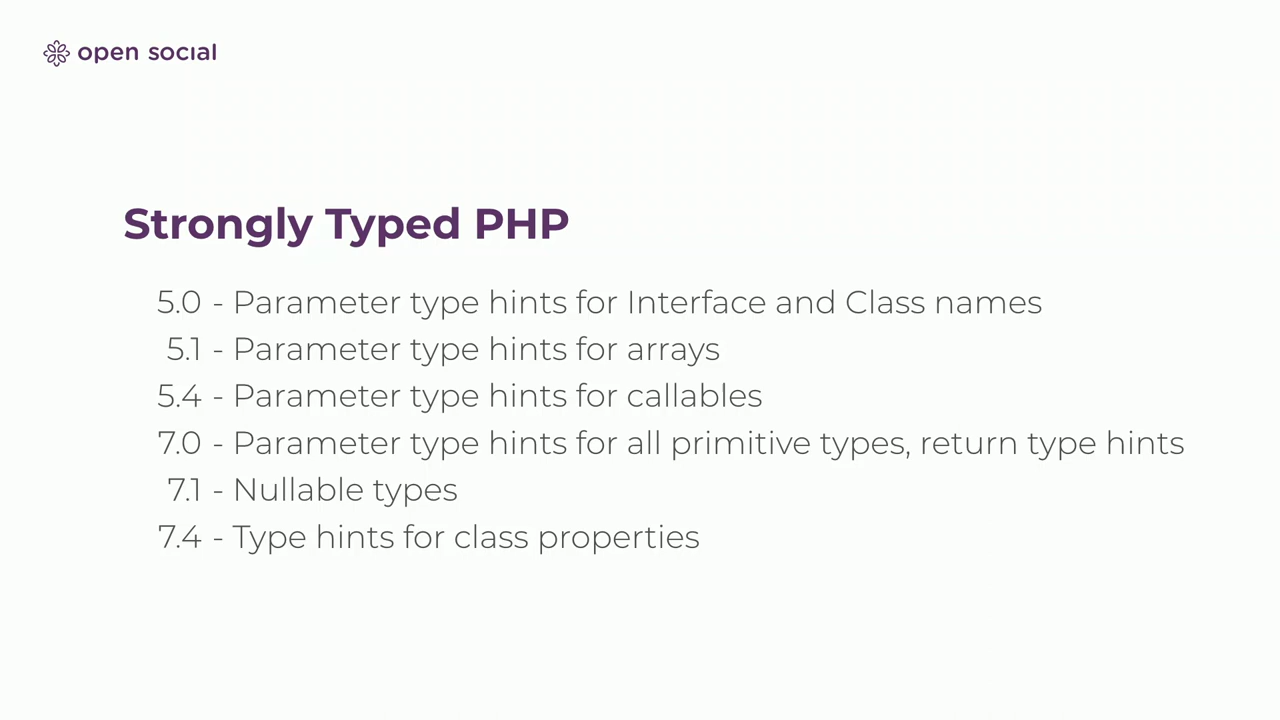 open social
Strongly Typed PHP
5.0 - Parameter type hints for Interface and Class names
5.1 - Parameter type hints for arrays
5.4 - Parameter type hints for callables
7.0 - Parameter type hints for all primitive types, return type hints
7.1 - Nullable types
7.4 - Type hints for class properties